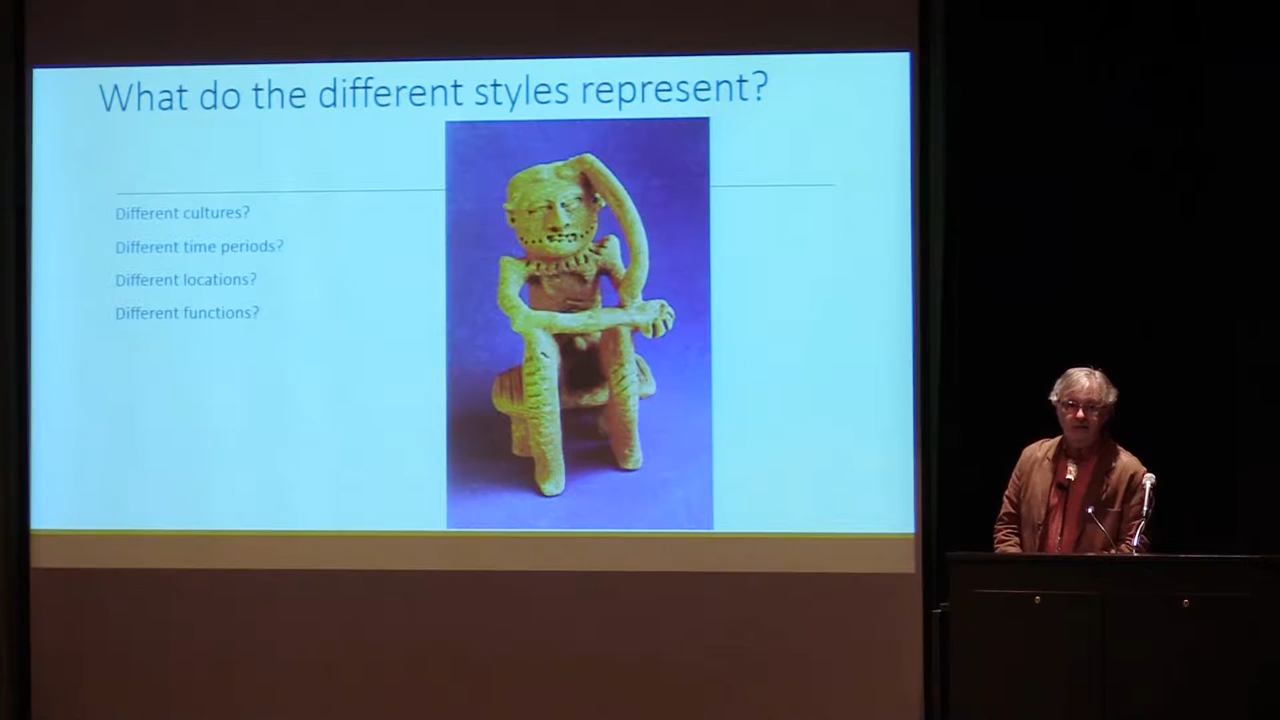 What do the different styles represent?
Different cultures?
Different time periods?
Different locations?
Different functions?